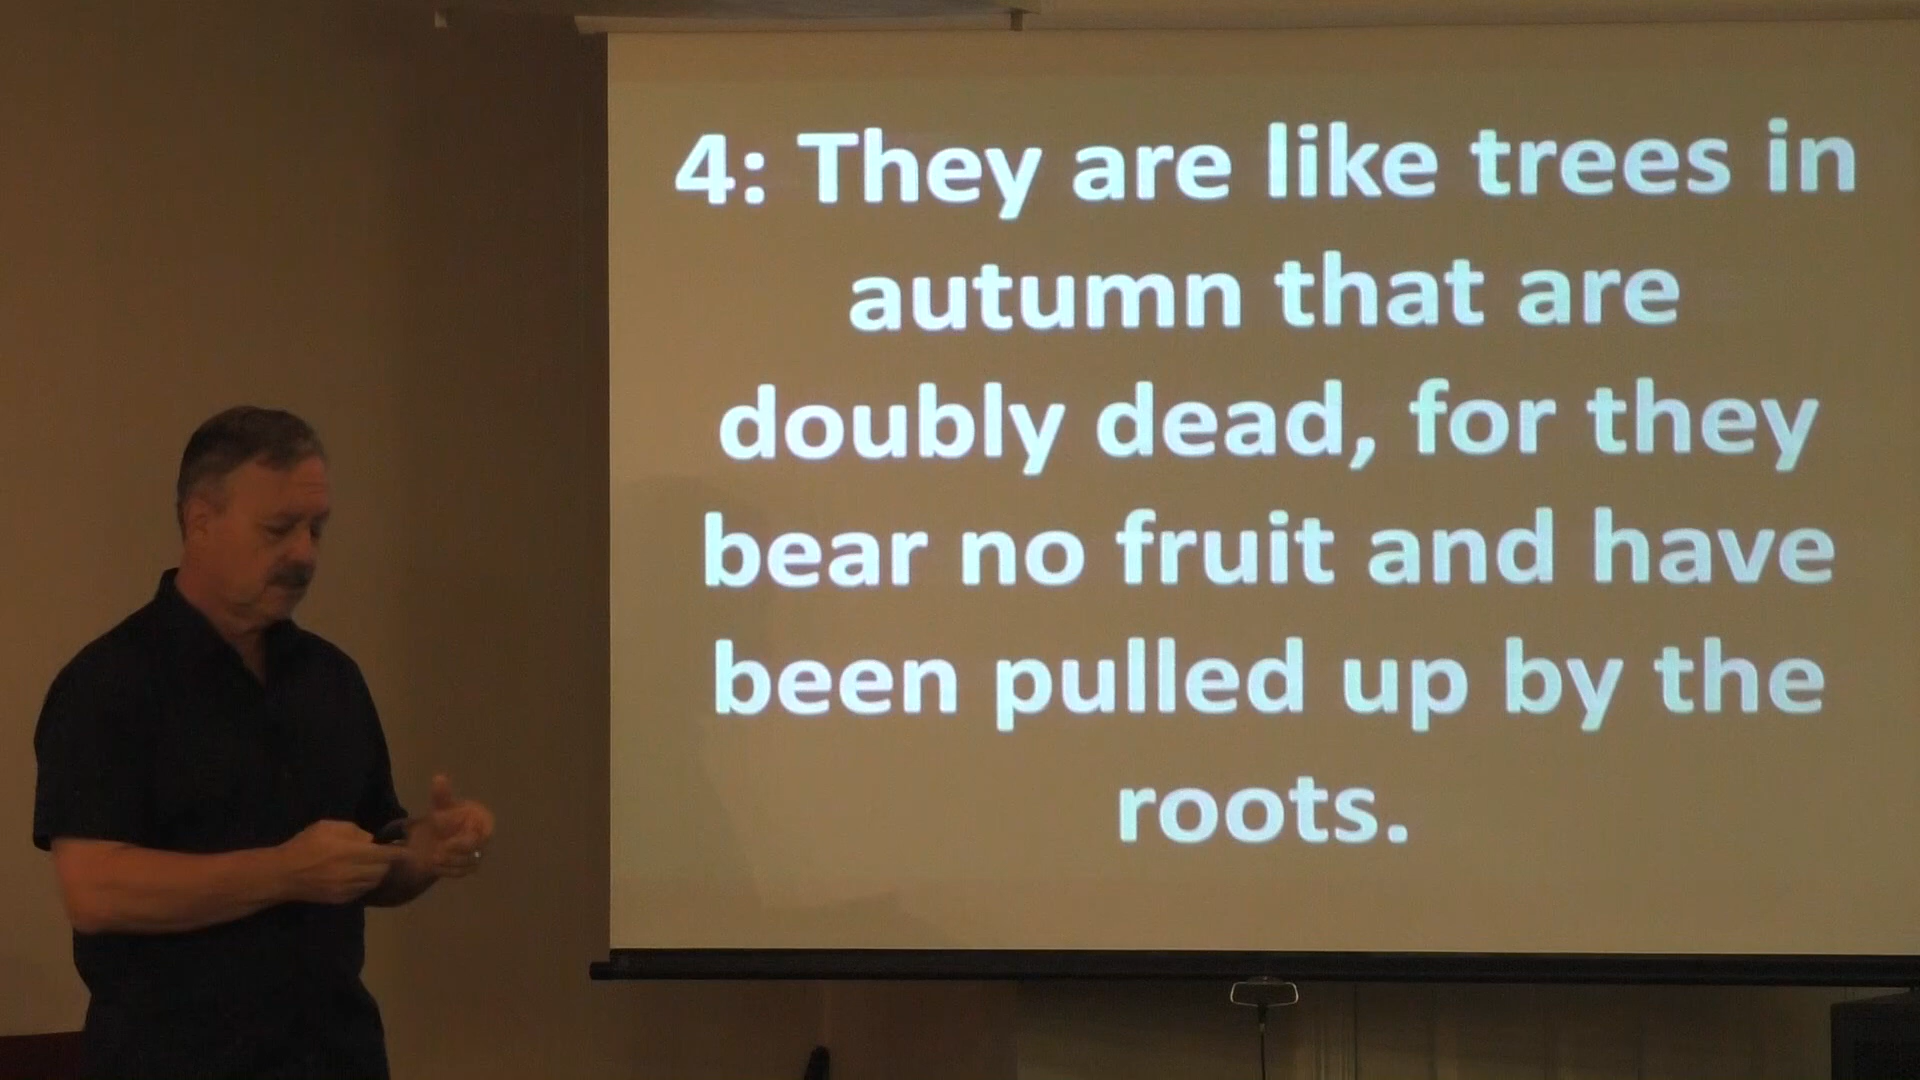 4: They are like trees in
autumn that are
doubly dead, for they
bear no fruit and have
been pulled up by the
roots.